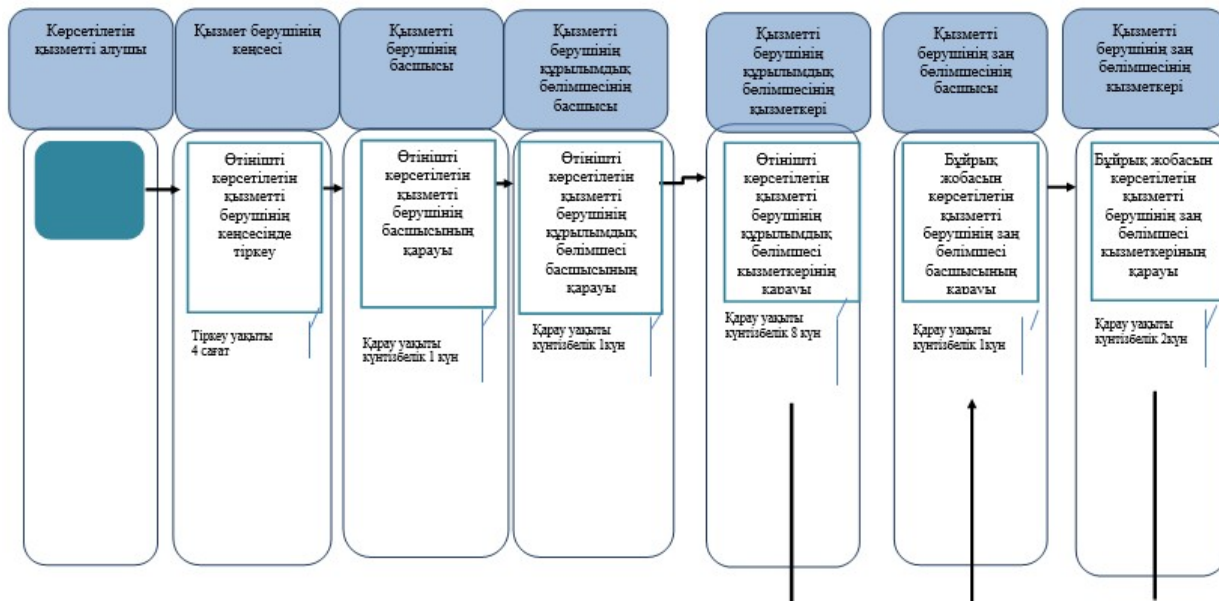 Көрсетілетін
қызметті алушы
Қызмет берушінің
кеңсесі
Қызметті
берушінің
басшысы
Қызметті
берушінің
құрылымдық
бөлімшесінің
басшысы
Қызметті
берушінің
құрылымдық
бөлімшесінің
қызметкері
Қызметті
берушінің заң
бөлімшесінің
басшысы
Қызметті
берушінің заң
бөлімшесінің
қызметкері
Өтінішті
көрсетілетін
қызметті
берушінің
кеңсесінде
тіркеу
Өтінішті
көрсетілетін
қызметті
берушінің
басшысының
қарауы
Өтінішті
көрсетілетін
қызметті
берушінің
құрылымдық
бөлімшесі
басшысының
қарауы
Өтінішті
көрсетілетін
қызметті
берушінің
құрылымдық
бөлімшесі
кызметкерінің
қарауы
Бұйрық
жобасын
көрсетілетін
қызметті
берушінің заң
бөлімшесі
басшысының
қарауы
Бұйрық жобасын
көрсетілетін
қызметті
берушінің заң
бөлімшесі
кызметкеріның
қарауы
Тіркеу уақыты
4 сағат
Қарау уақыты
күнтізбелік 1 күн
Қарау уақыты
күнтізбелік 1күн
Қарау уақыты
күнтізбелік 8 күн
Қарау уақыты
күнтізбелік 1күн
Қарау уақыты
күнтізбелік 2күн